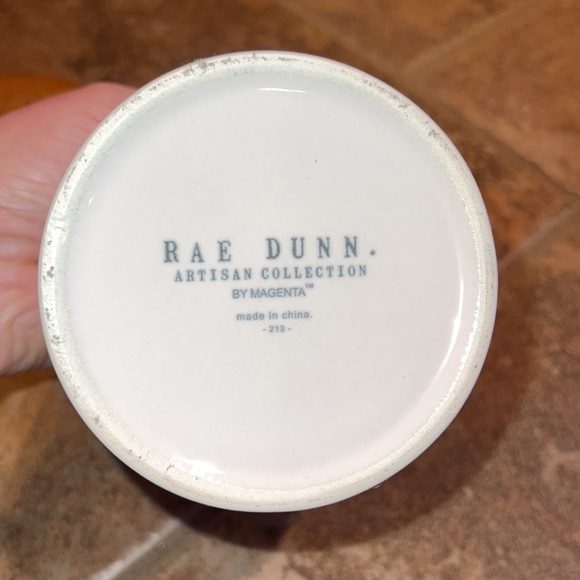 RAE DUNN.
ARTISAN COLLECTION
BY MAGENTA™
made in china.
- 213 -